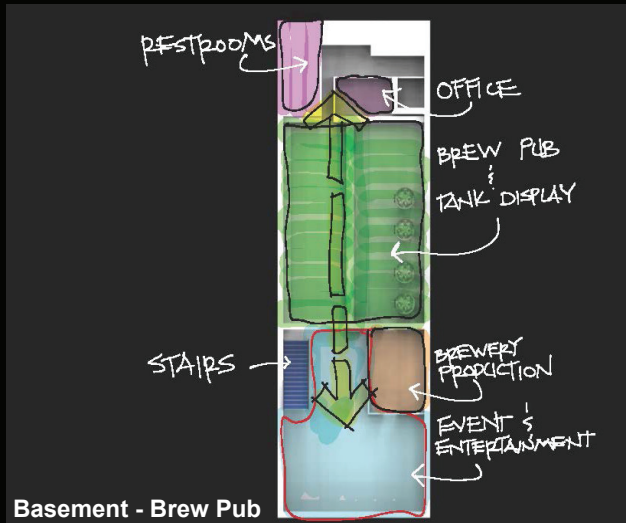 RESTROOMS
OFFICE
BREW PUB
&
TANK DISPLAY
STAIRS
BREWERY
PRODUCTION
EVENT &
ENTERTAINMENT
Basement - Brew Pub